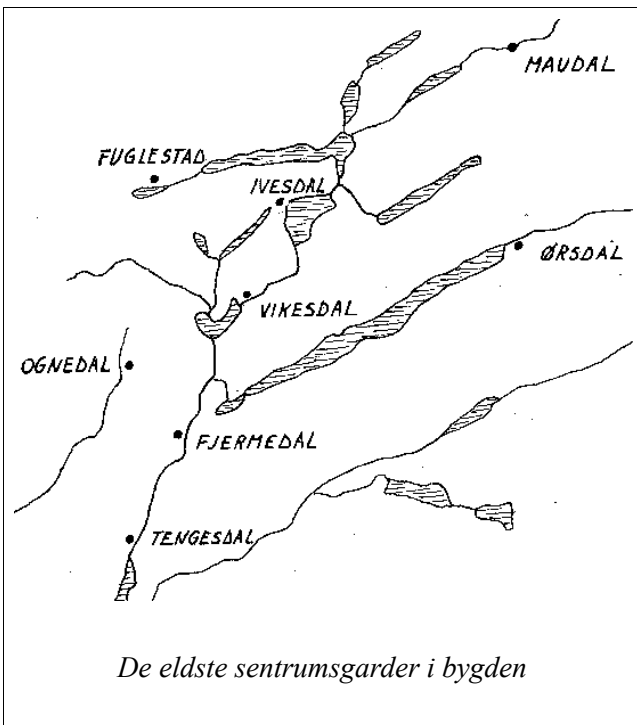 MAUDAL
FUGLESTAD
IVESDAL
ØRSDAL
VIKESDAL
OGNEDAL
FJERMEDAL
TENGESDAL
De eldste sentrumsgarder i bygden